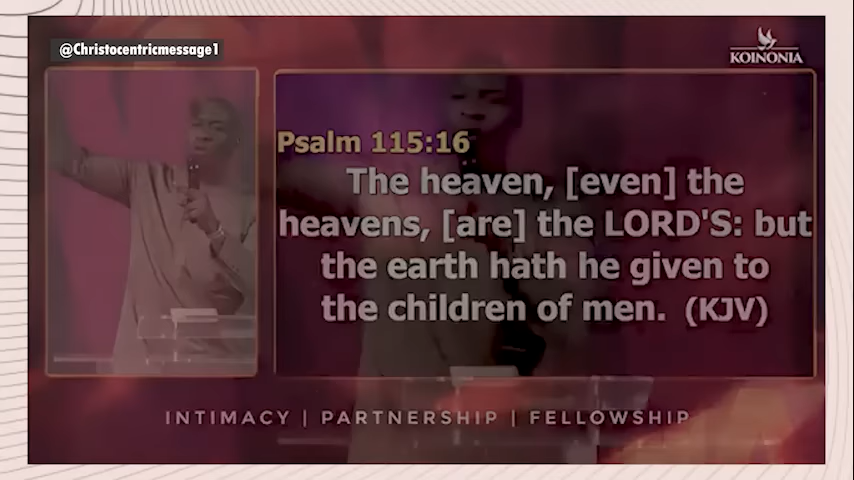 @Christocentricmessage1
KOINONIA
Psalm 115:16
The heaven, [even] the
heavens, [are] the LORD'S: but
the earth hath he given to
the children of men. (KJV)
INTIMACY | PARTNERSHIP | FELLOWSHIP